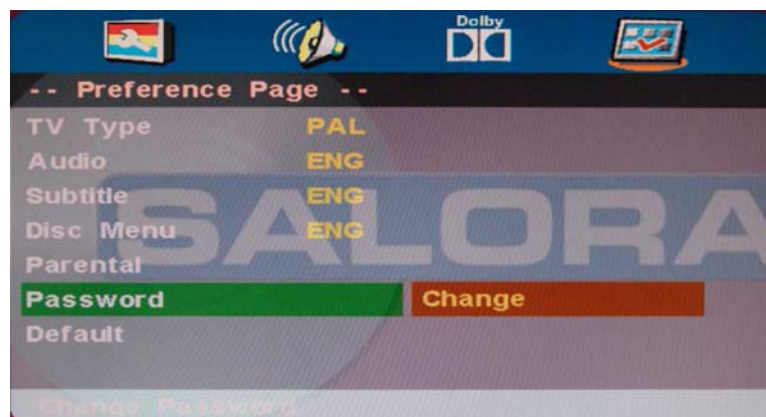 Dolby
-- Preference Page --
TV Type PAL
Audio ENG
Subtitle ENG
Disc Menu ENG
Parental
Password Change
Default
Change Password
SALORA